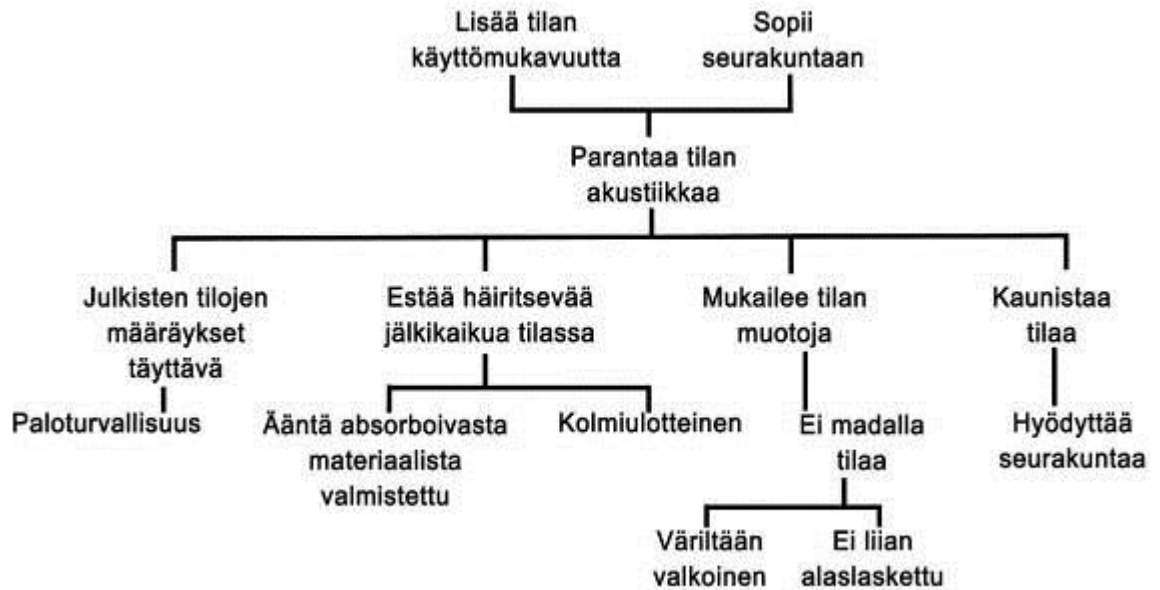 Lisää tilan
käyttömukavuutta
Sopii
seurakuntaan
Parantaa tilan
akustiikkaa
Julkisten tilojen
määräykset
täyttävä
Estää häiritsevää
jälkikaikua tilassa
Mukailee tilan
muotoja
Kaunistaa
tilaa
Paloturvallisuus
Ääntä absorboivasta
materiaalista
valmistettu
Kolmiulotteinen
Ei madalla
tilaa
Hyödyttää
seurakuntaa
Väriltään
valkoinen
Ei liian
alaslaskettu